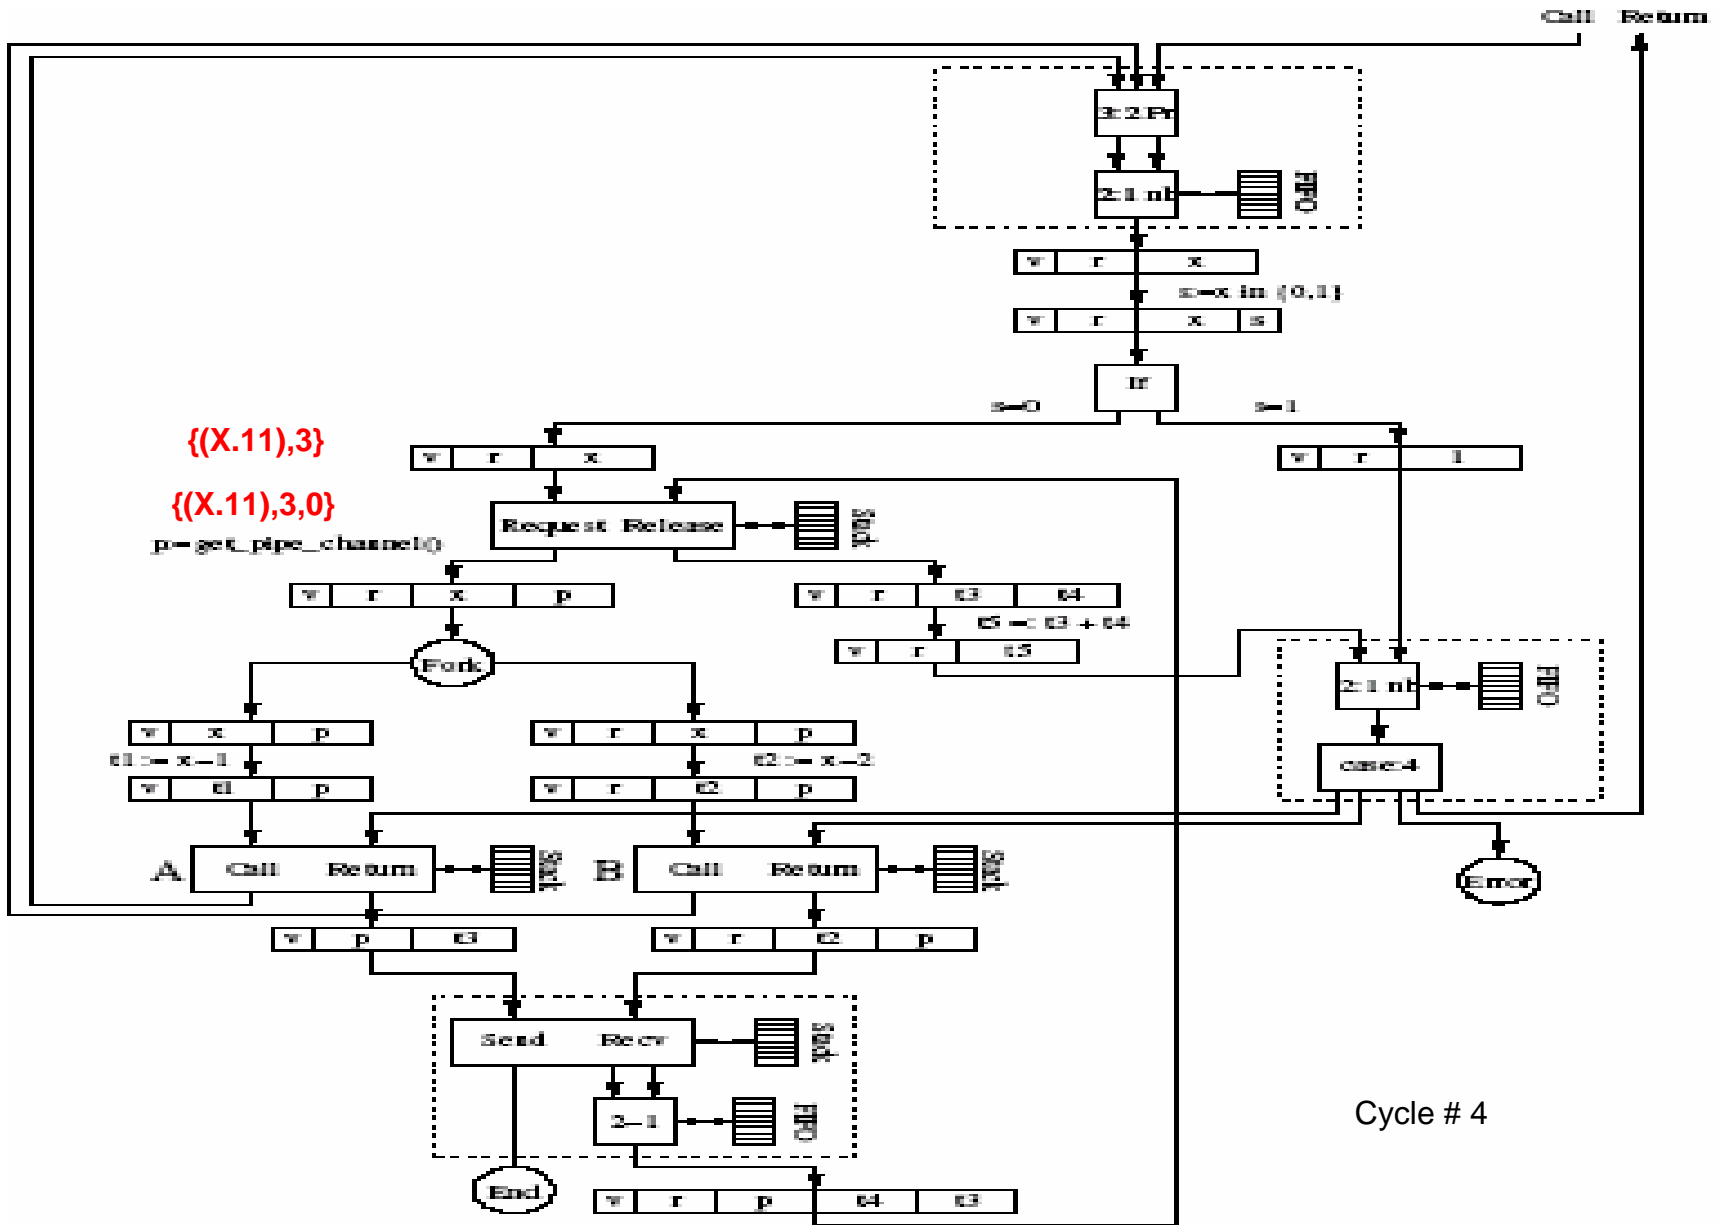 Call Return
3:2Pr
2:1 nb
FIFO
v r x
s=x in {0,1}
v r x s
If
s=0 s=1
{(X.11),3}
v r x
v r 1
{(X.11),3,0}
Request Release
Stack
p=get_pipe_channel()
v r x p
v r t3 t4
t5 =: t3 + t4
v r t5
Fork
2:1 nb
FIFO
v x p
v r x p
t1 := x-1
t2 := x-2
case:4
v t1 p
v r t2 p
A Call Return
Stack
B Call Return
Stack
Error
v p t3
v r t2 p
Send Recv
Stack
2-1
FIFO
Cycle # 4
End
v r p t4 t3